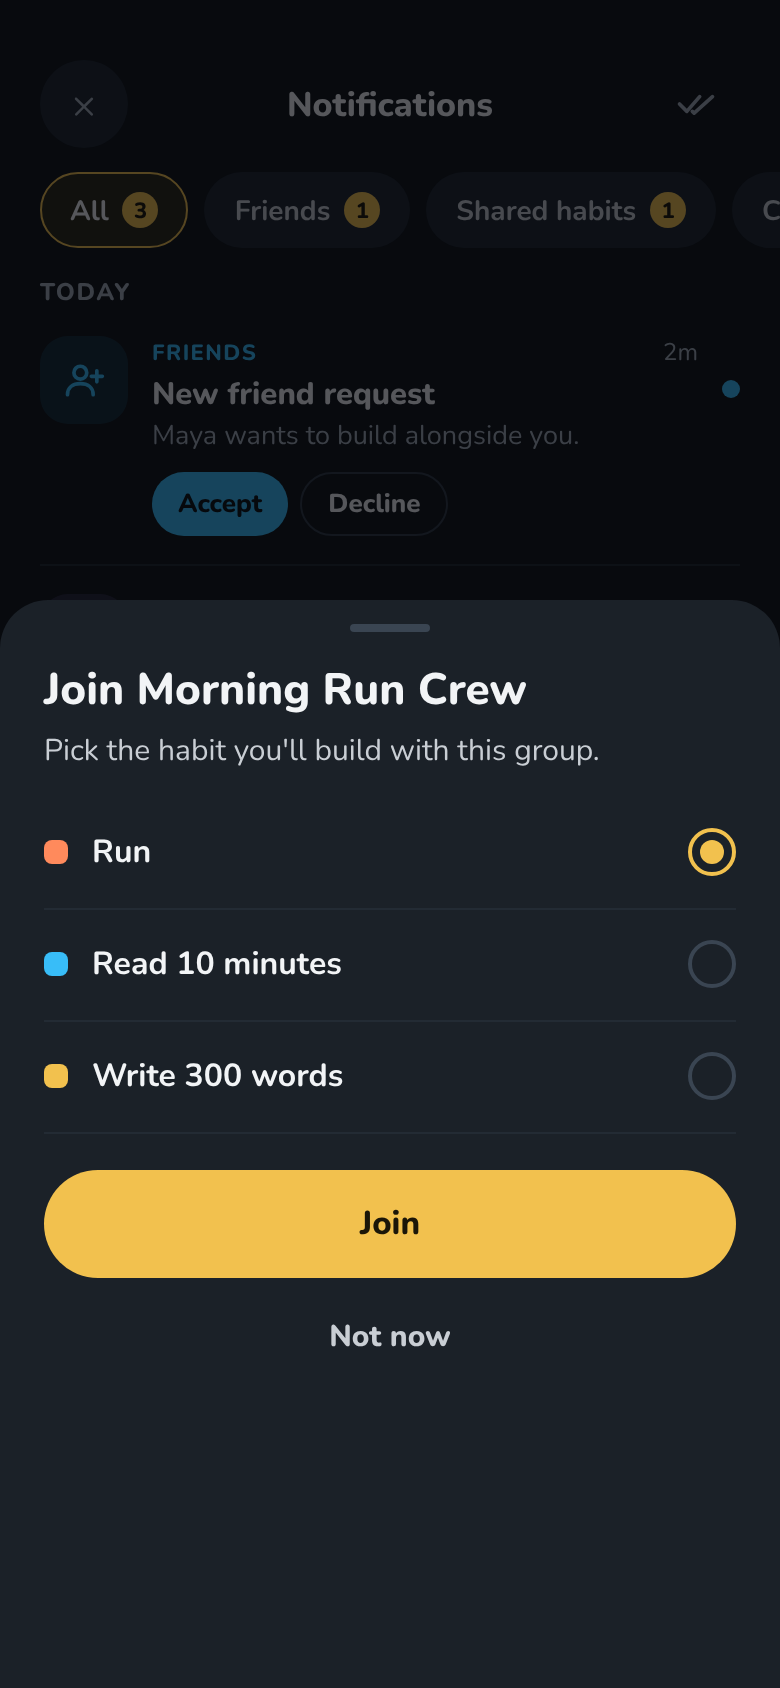 Notifications
All 3
Friends 1
Shared habits 1
C
TODAY
FRIENDS
2m
New friend request
Maya wants to build alongside you.
Accept
Decline
Join Morning Run Crew
Pick the habit you'll build with this group.
Run
Read 10 minutes
Write 300 words
Join
Not now